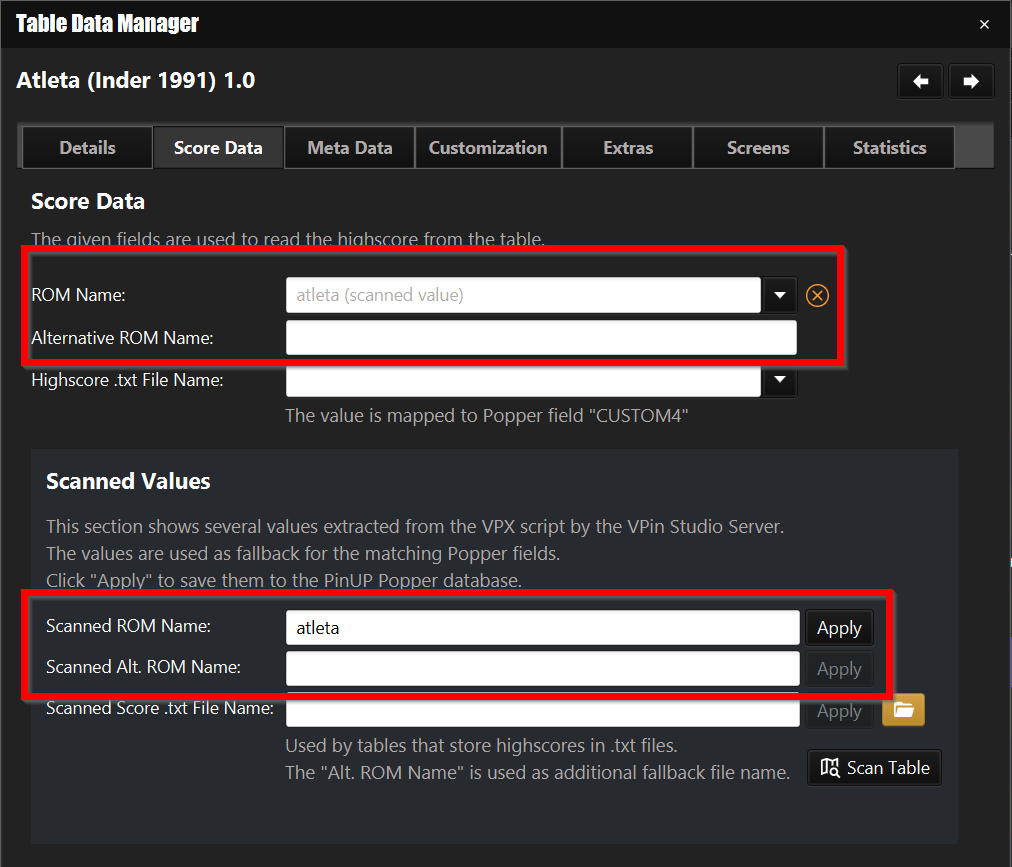 Table Data Manager
Atleta (Inder 1991) 1.0
Details
Score Data
Meta Data
Customization
Extras
Screens
Statistics
Score Data
The given fields are used to read the highscore from the table.
ROM Name:
atleta (scanned value)
Alternative ROM Name:
Highscore .txt File Name:
The value is mapped to Popper field "CUSTOM4"
Scanned Values
This section shows several values extracted from the VPX script by the VPin Studio Server.
The values are used as fallback for the matching Popper fields.
Click "Apply" to save them to the PinUP Popper database.
Scanned ROM Name:
atleta
Apply
Scanned Alt. ROM Name:
Apply
Scanned Score .txt File Name:
Apply
Used by tables that store highscores in .txt files.
The "Alt. ROM Name" is used as additional fallback file name.
Scan Table